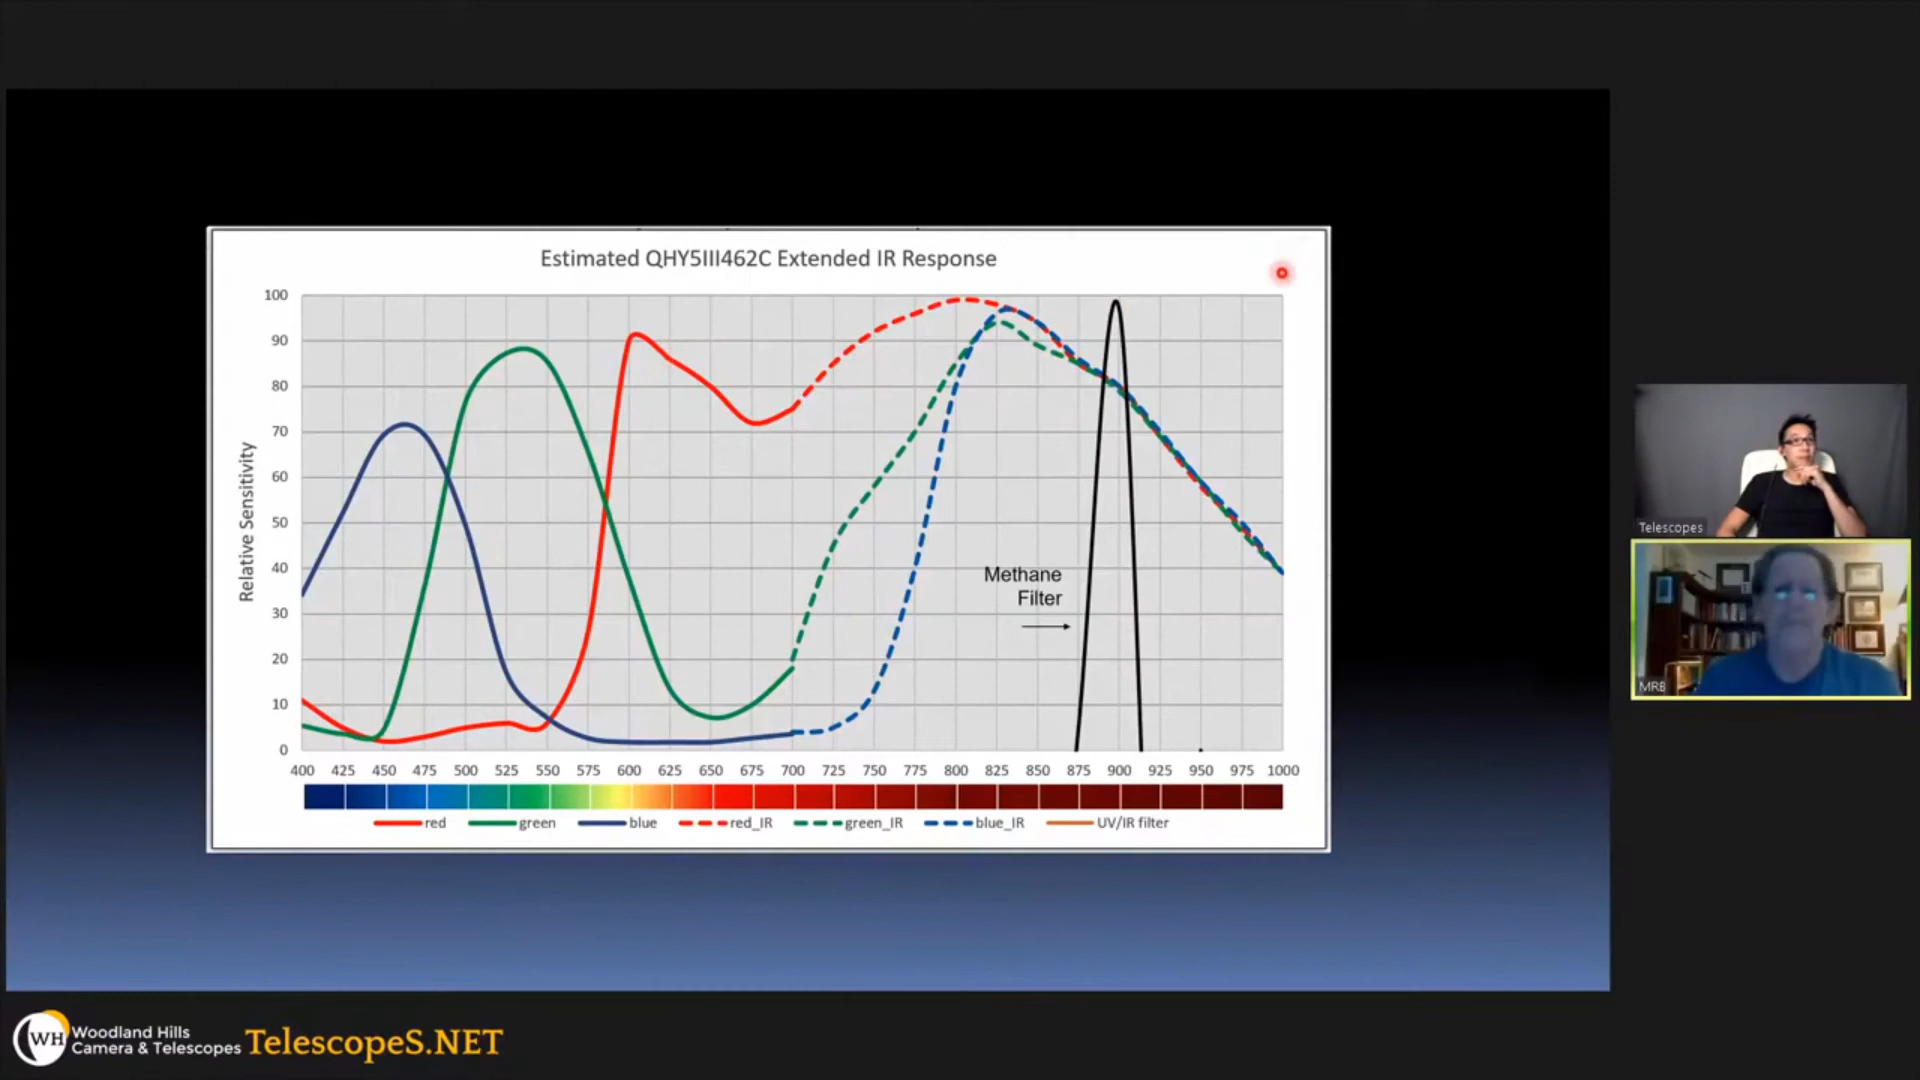 Estimated QHY5III462C Extended IR Response
100
90
80
70
60
50
40
30
20
10
0
Relative Sensitivity
Methane
Filter
400 425 450 475 500 525 550 575 600 625 650 675 700 725 750 775 800 825 850 875 900 925 950 975 1000
red green blue red_IR green_IR blue_IR UV/IR filter
Telescopes
MRB
WH
Woodland Hills
Camera & Telescopes
TelescopeS.NET